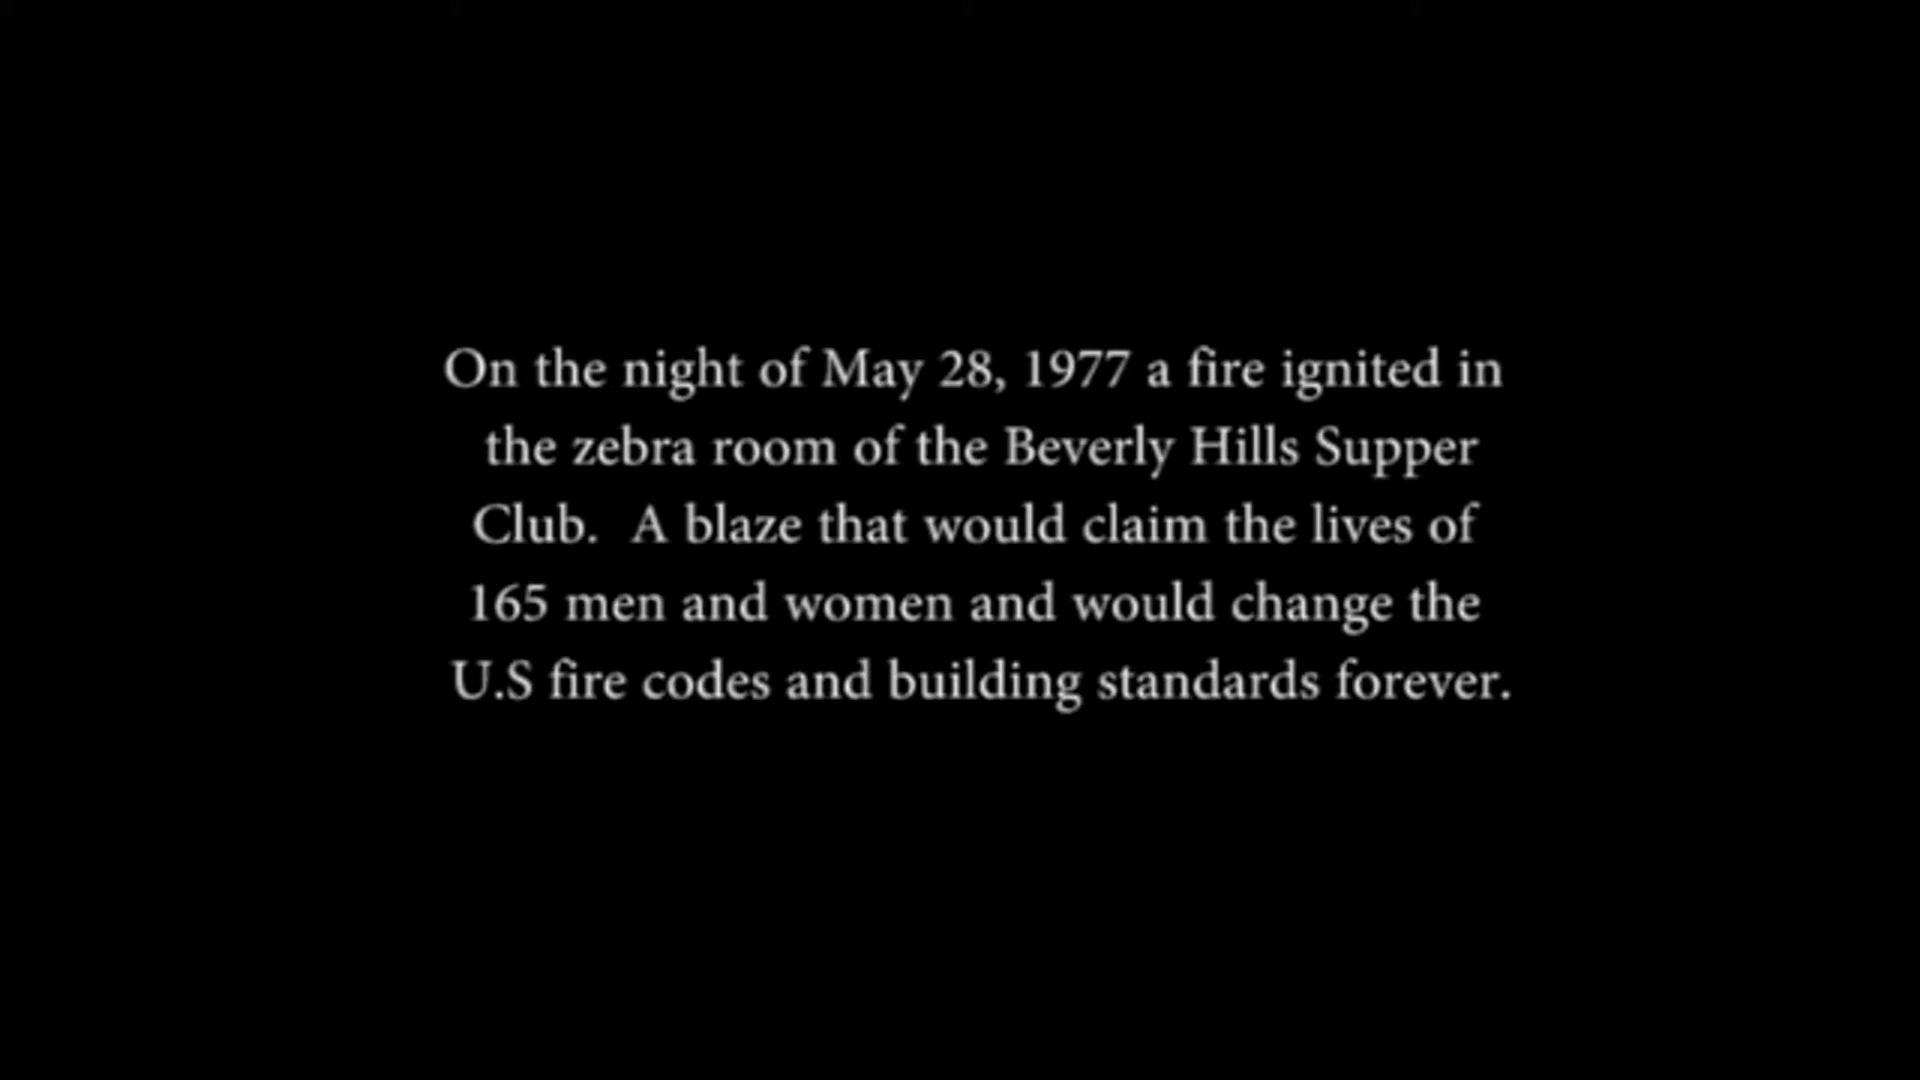 On the night of May 28, 1977 a fire ignited in
the zebra room of the Beverly Hills Supper
Club.  A blaze that would claim the lives of
165 men and women and would change the
U.S fire codes and building standards forever.